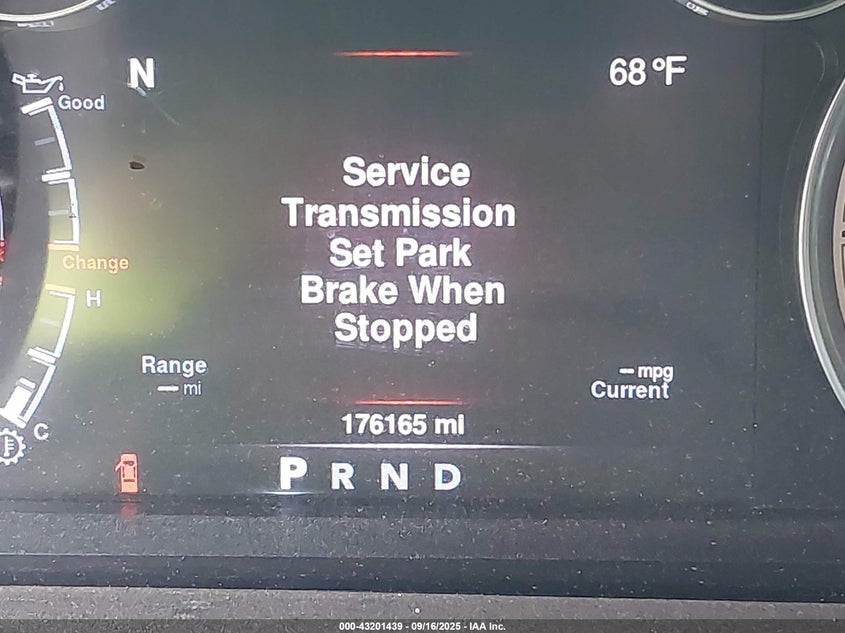 N
68 °F
Good
Service
Transmission
Set Park
Brake When
Stopped
Change
H
Range
-- mi
-- mpg
Current
176165 mi
C
P R N D
000-43201439 - 09/16/2025 - IAA Inc.